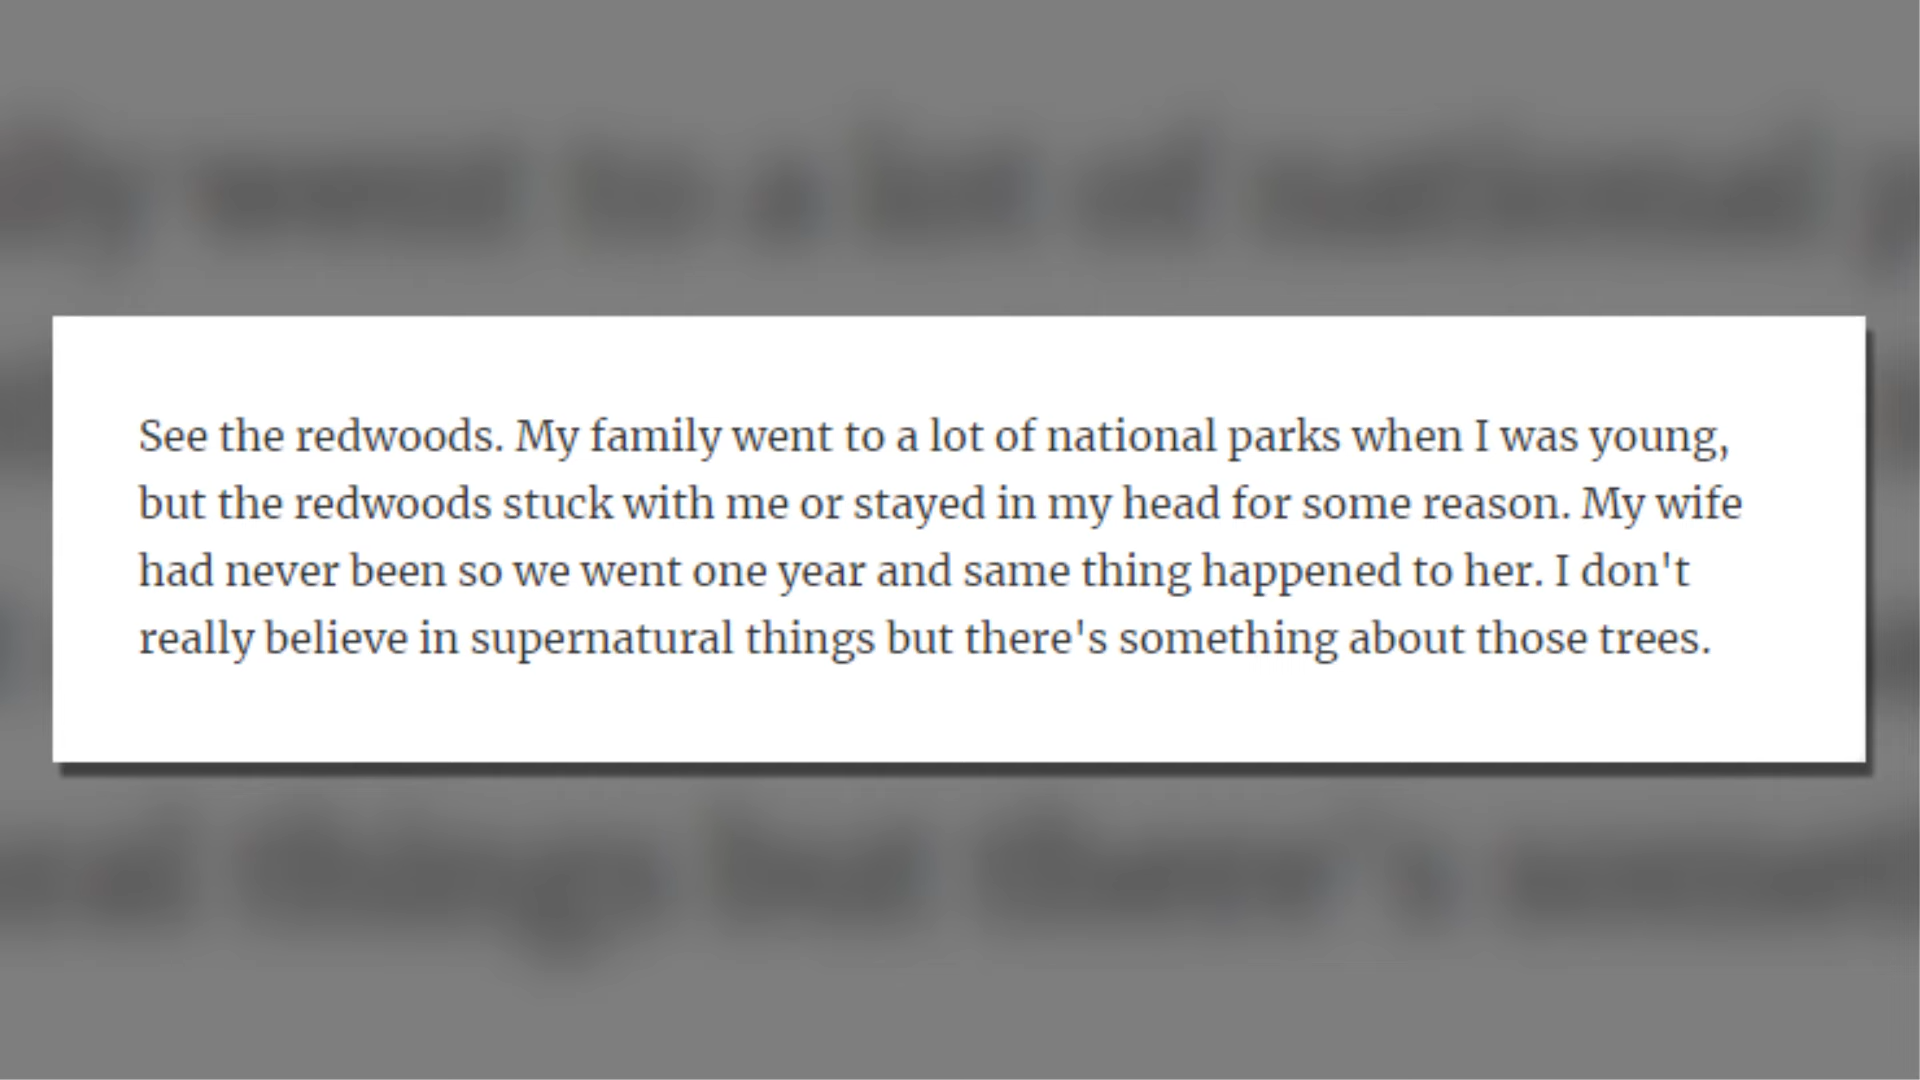 See the redwoods. My family went to a lot of national parks when I was young,
but the redwoods stuck with me or stayed in my head for some reason. My wife
had never been so we went one year and same thing happened to her. I don't
really believe in supernatural things but there's something about those trees.